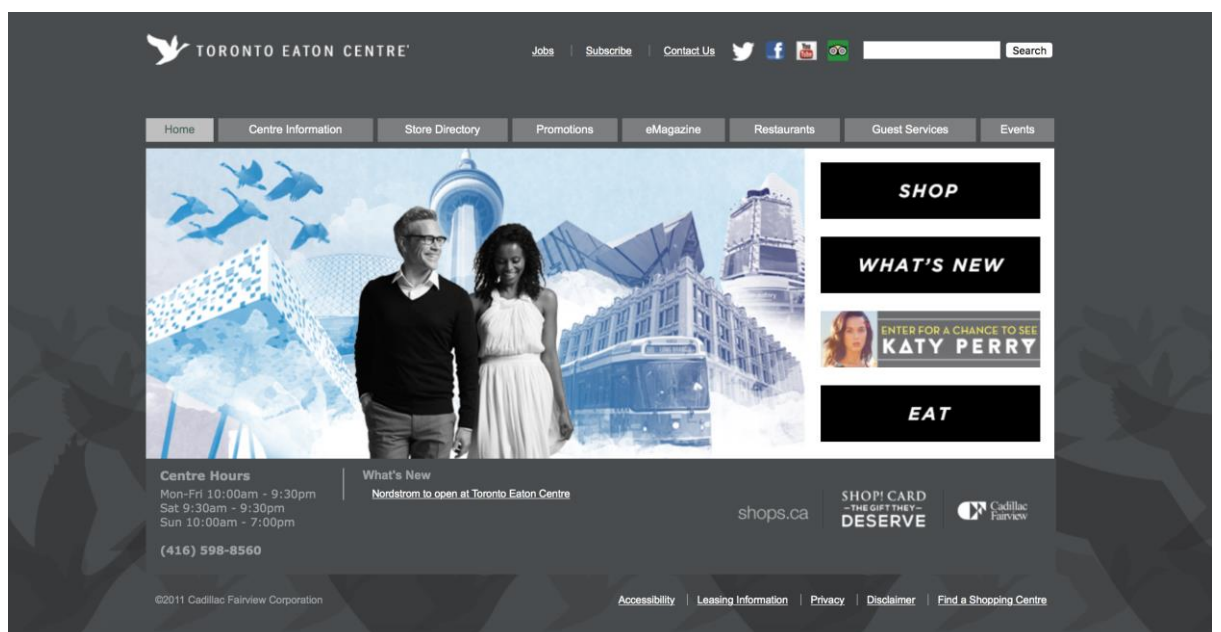 TORONTO EATON CENTRE
Jobs | Subscribe | Contact Us
Search
Home Centre Information Store Directory Promotions eMagazine Restaurants Guest Services Events
SHOP
WHAT'S NEW
ENTER FOR A CHANCE TO SEE
KATY PERRY
EAT
Centre Hours
Mon-Fri 10:00am - 9:30pm
Sat 9:30am - 9:30pm
Sun 10:00am - 7:00pm
(416) 598-8560
What's New
Nordstrom to open at Toronto Eaton Centre
shops.ca
SHOP! CARD
–THE GIFT THEY–
DESERVE
Cadillac
Fairview
©2011 Cadillac Fairview Corporation
Accessibility | Leasing Information | Privacy | Disclaimer | Find a Shopping Centre